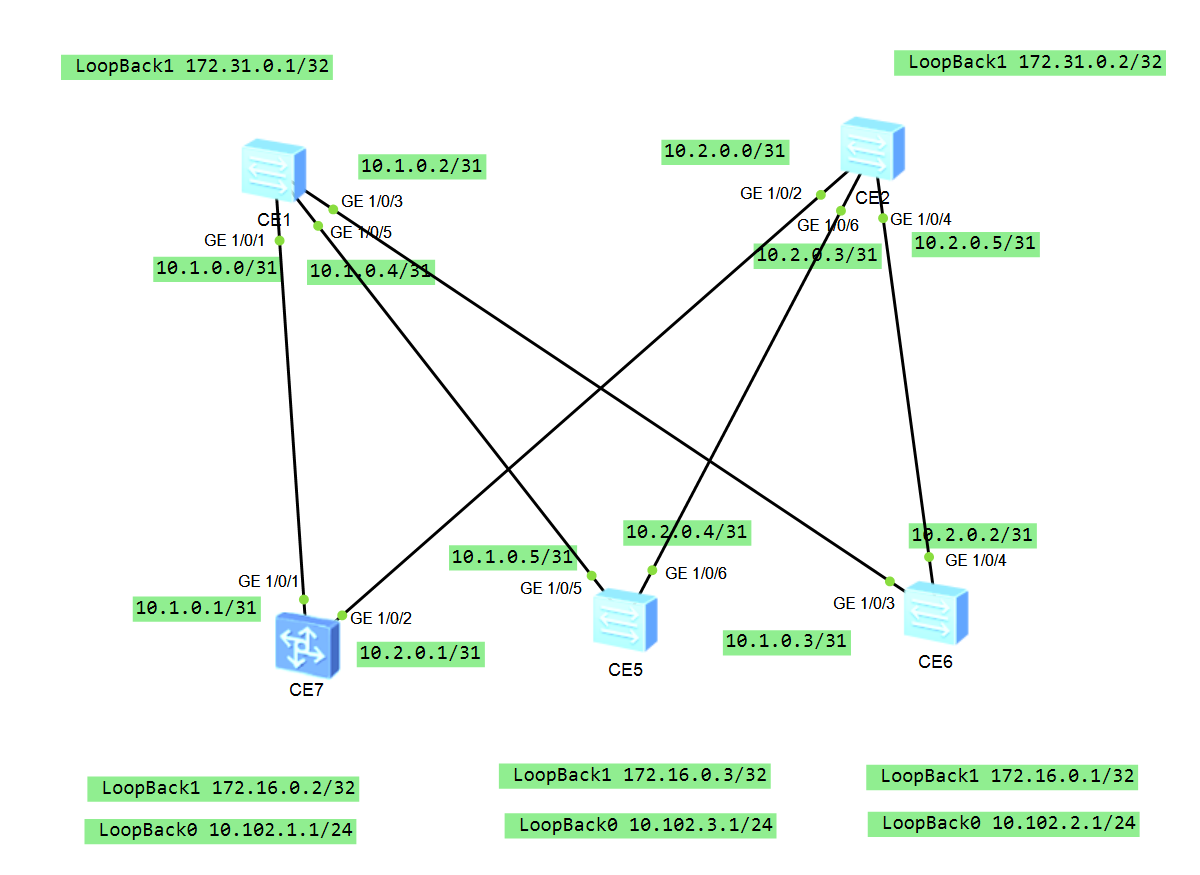 LoopBack1 172.31.0.1/32
LoopBack1 172.31.0.2/32
10.1.0.2/31
10.2.0.0/31
CE1
GE 1/0/3
GE 1/0/2
CE2
GE 1/0/1
GE 1/0/5
GE 1/0/6
GE 1/0/4
10.1.0.0/31
10.1.0.4/31
10.2.0.3/31
10.2.0.5/31
10.1.0.5/31
10.2.0.4/31
10.2.0.2/31
GE 1/0/1
GE 1/0/5
GE 1/0/6
GE 1/0/4
10.1.0.1/31
GE 1/0/2
GE 1/0/3
10.2.0.1/31
10.1.0.3/31
CE7
CE5
CE6
LoopBack1 172.16.0.2/32
LoopBack1 172.16.0.3/32
LoopBack1 172.16.0.1/32
LoopBack0 10.102.1.1/24
LoopBack0 10.102.3.1/24
LoopBack0 10.102.2.1/24